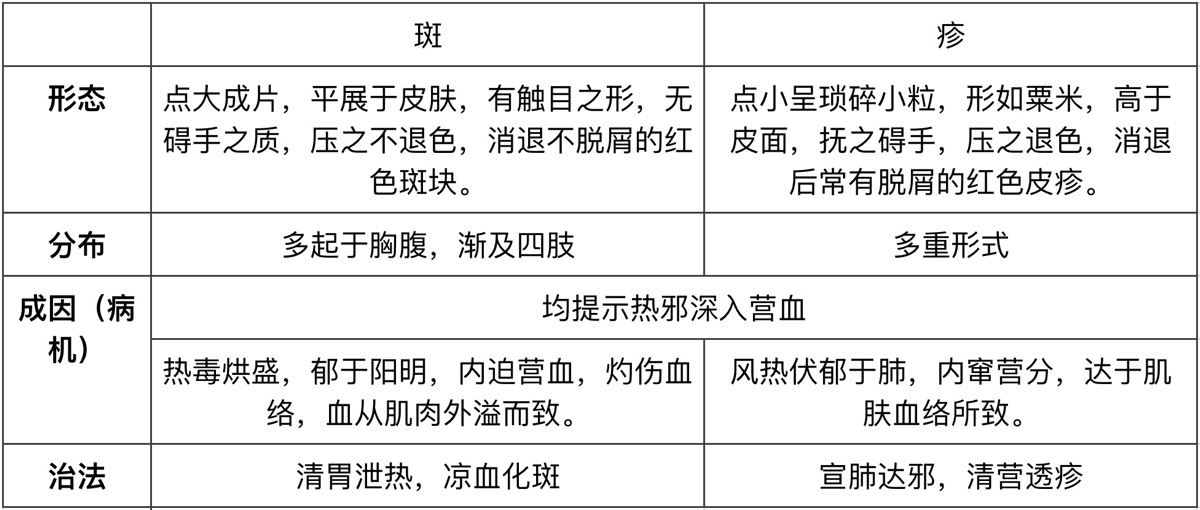 斑
疹
形态
点大成片，平展于皮肤，有触目之形，无
碍手之质，压之不退色，消退不脱屑的红
色斑块。
点小呈琐碎小粒，形如粟米，高于
皮面，抚之碍手，压之退色，消退
后常有脱屑的红色皮疹。
分布
多起于胸腹，渐及四肢
多重形式
成因（病
机）
均提示热邪深入营血
热毒烘盛，郁于阳明，内迫营血，灼伤血
络，血从肌肉外溢而致。
风热伏郁于肺，内窜营分，达于肌
肤血络所致。
治法
清胃泄热，凉血化斑
宣肺达邪，清营透疹